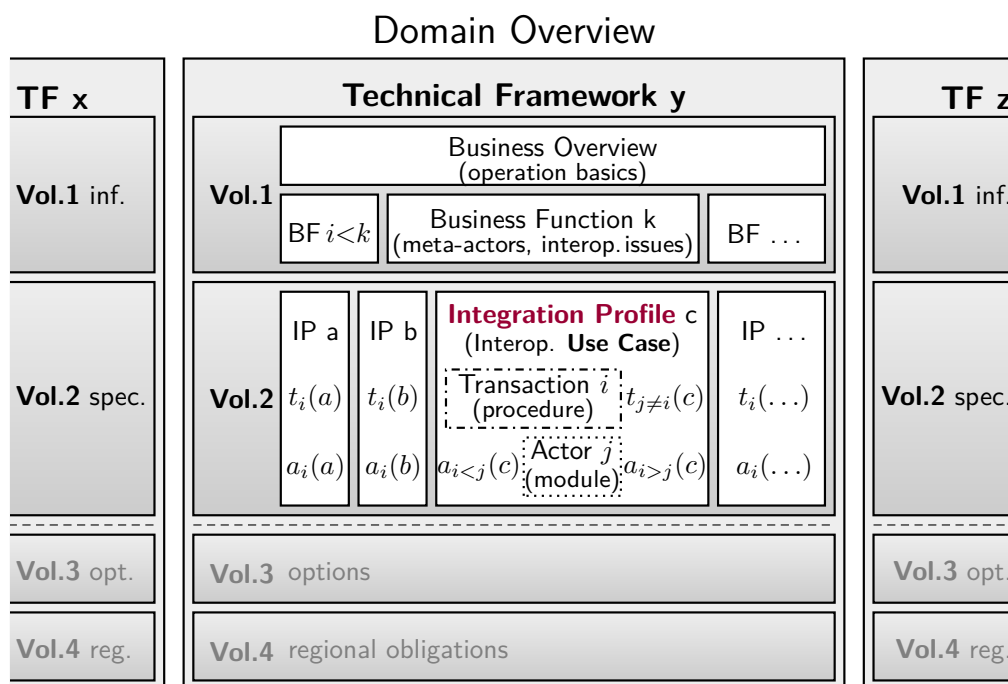 Domain Overview
TF x
Vol.1 inf.
Vol.2 spec.
Vol.3 opt.
Vol.4 reg.
Technical Framework y
Vol.1
Business Overview
(operation basics)
BF i<k
Business Function k
(meta-actors, interop. issues)
BF ...
Vol.2
IP a
t_i(a)
a_i(a)
IP b
t_i(b)
a_i(b)
Integration Profile c
(Interop. Use Case)
Transaction i
(procedure)
t_{j≠i}(c)
a_{i<j}(c)
Actor j
(module)
a_{i>j}(c)
IP ...
t_i(...)
a_i(...)
Vol.3 options
Vol.4 regional obligations
TF z
Vol.1 inf.
Vol.2 spec.
Vol.3 opt.
Vol.4 reg.